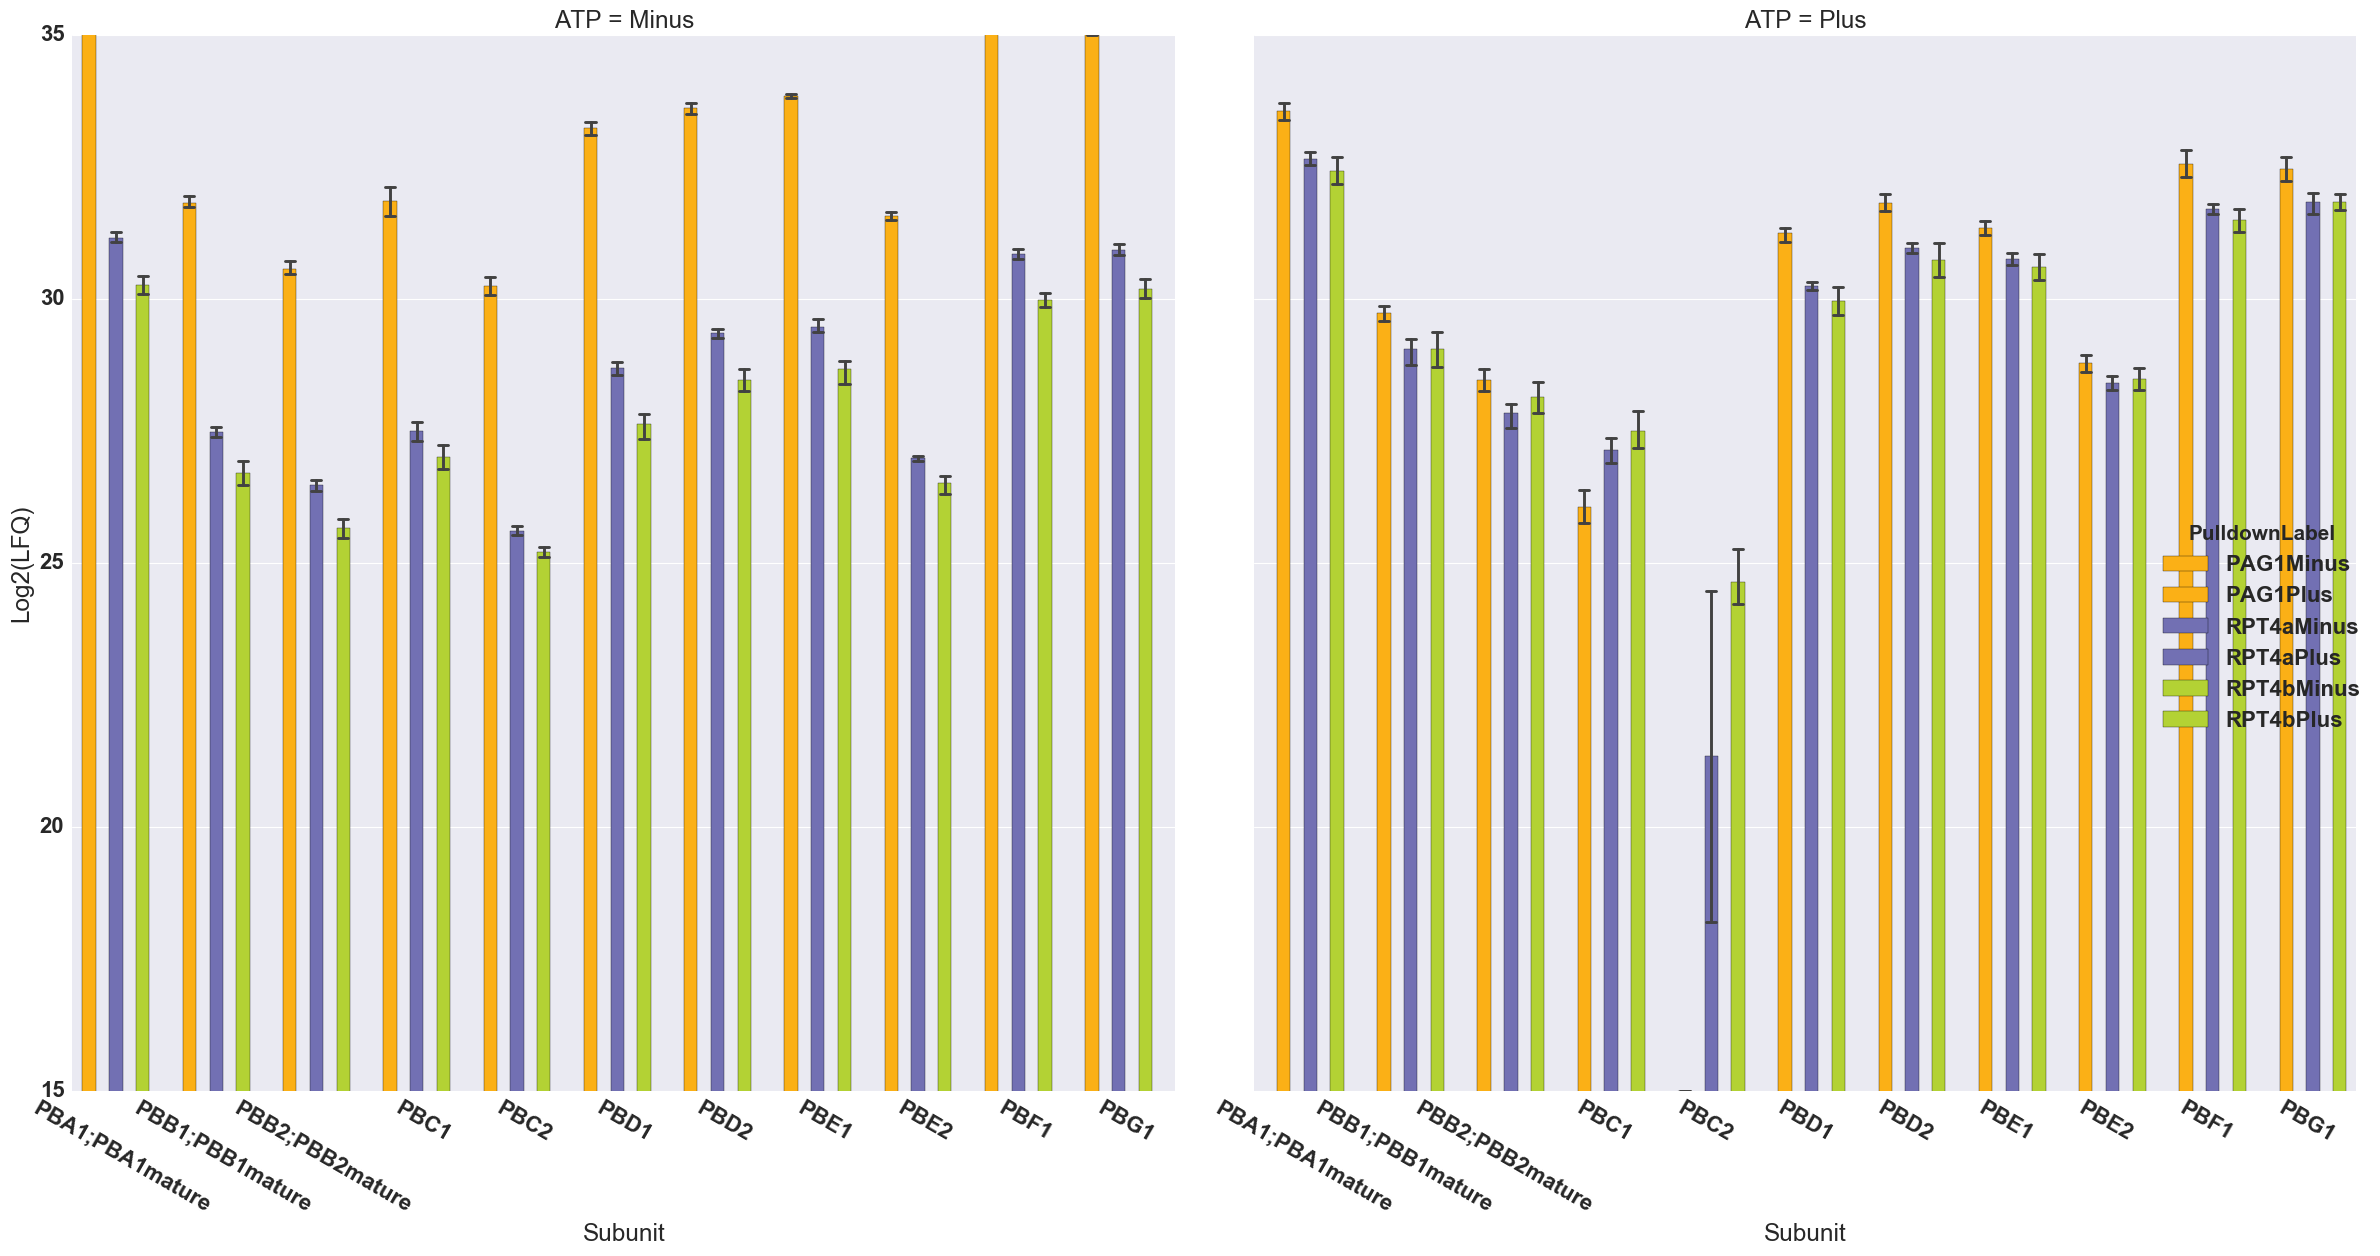 ATP = Minus
ATP = Plus
35
30
25
20
15
Log2(LFQ)
PulldownLabel
PAG1Minus
PAG1Plus
RPT4aMinus
RPT4aPlus
RPT4bMinus
RPT4bPlus
PBA1;PBA1mature
PBB1;PBB1mature
PBB2;PBB2mature
PBC1
PBC2
PBD1
PBD2
PBE1
PBE2
PBF1
PBG1
PBA1;PBA1mature
PBB1;PBB1mature
PBB2;PBB2mature
PBC1
PBC2
PBD1
PBD2
PBE1
PBE2
PBF1
PBG1
Subunit
Subunit